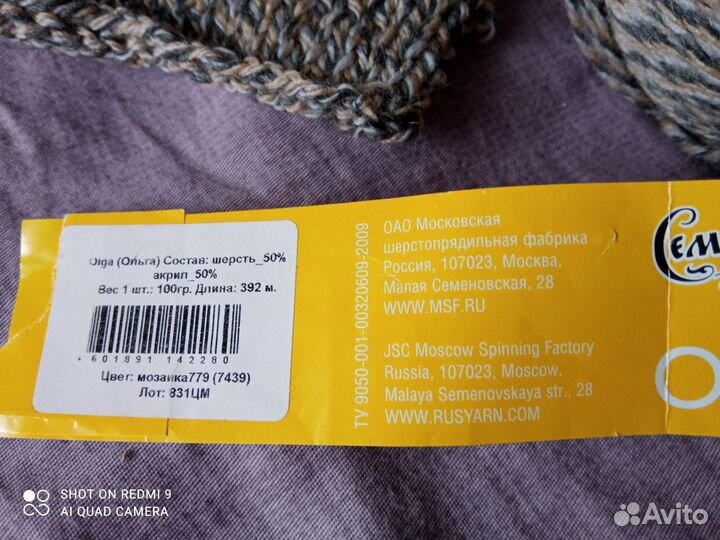 Olga (Ольга) Состав: шерсть_50%
акрил_50%
Вес 1 шт.: 100гр. Длина: 392 м.
601891 142280
Цвет: мозаика779 (7439)
Лот: 831ЦМ
ТУ 9050-001-00320609-2009
ОАО Московская
шерстопрядильная фабрика
Россия, 107023, Москва,
Малая Семеновская, 28
WWW.MSF.RU
JSC Moscow Spinning Factory
Russia, 107023, Moscow,
Malaya Semenovskaya str., 28
WWW.RUSYARN.COM
Сем
O
SHOT ON REDMI 9
AI QUAD CAMERA
Avito